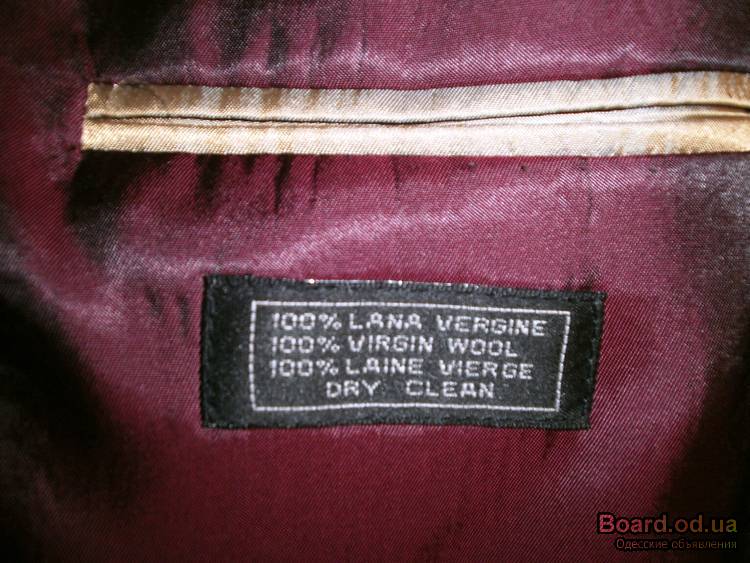 100% LANA VERGINE
100% VIRGIN WOOL
100% LAINE VIERGE
DRY CLEAN
Board.od.ua
Одесские объявления